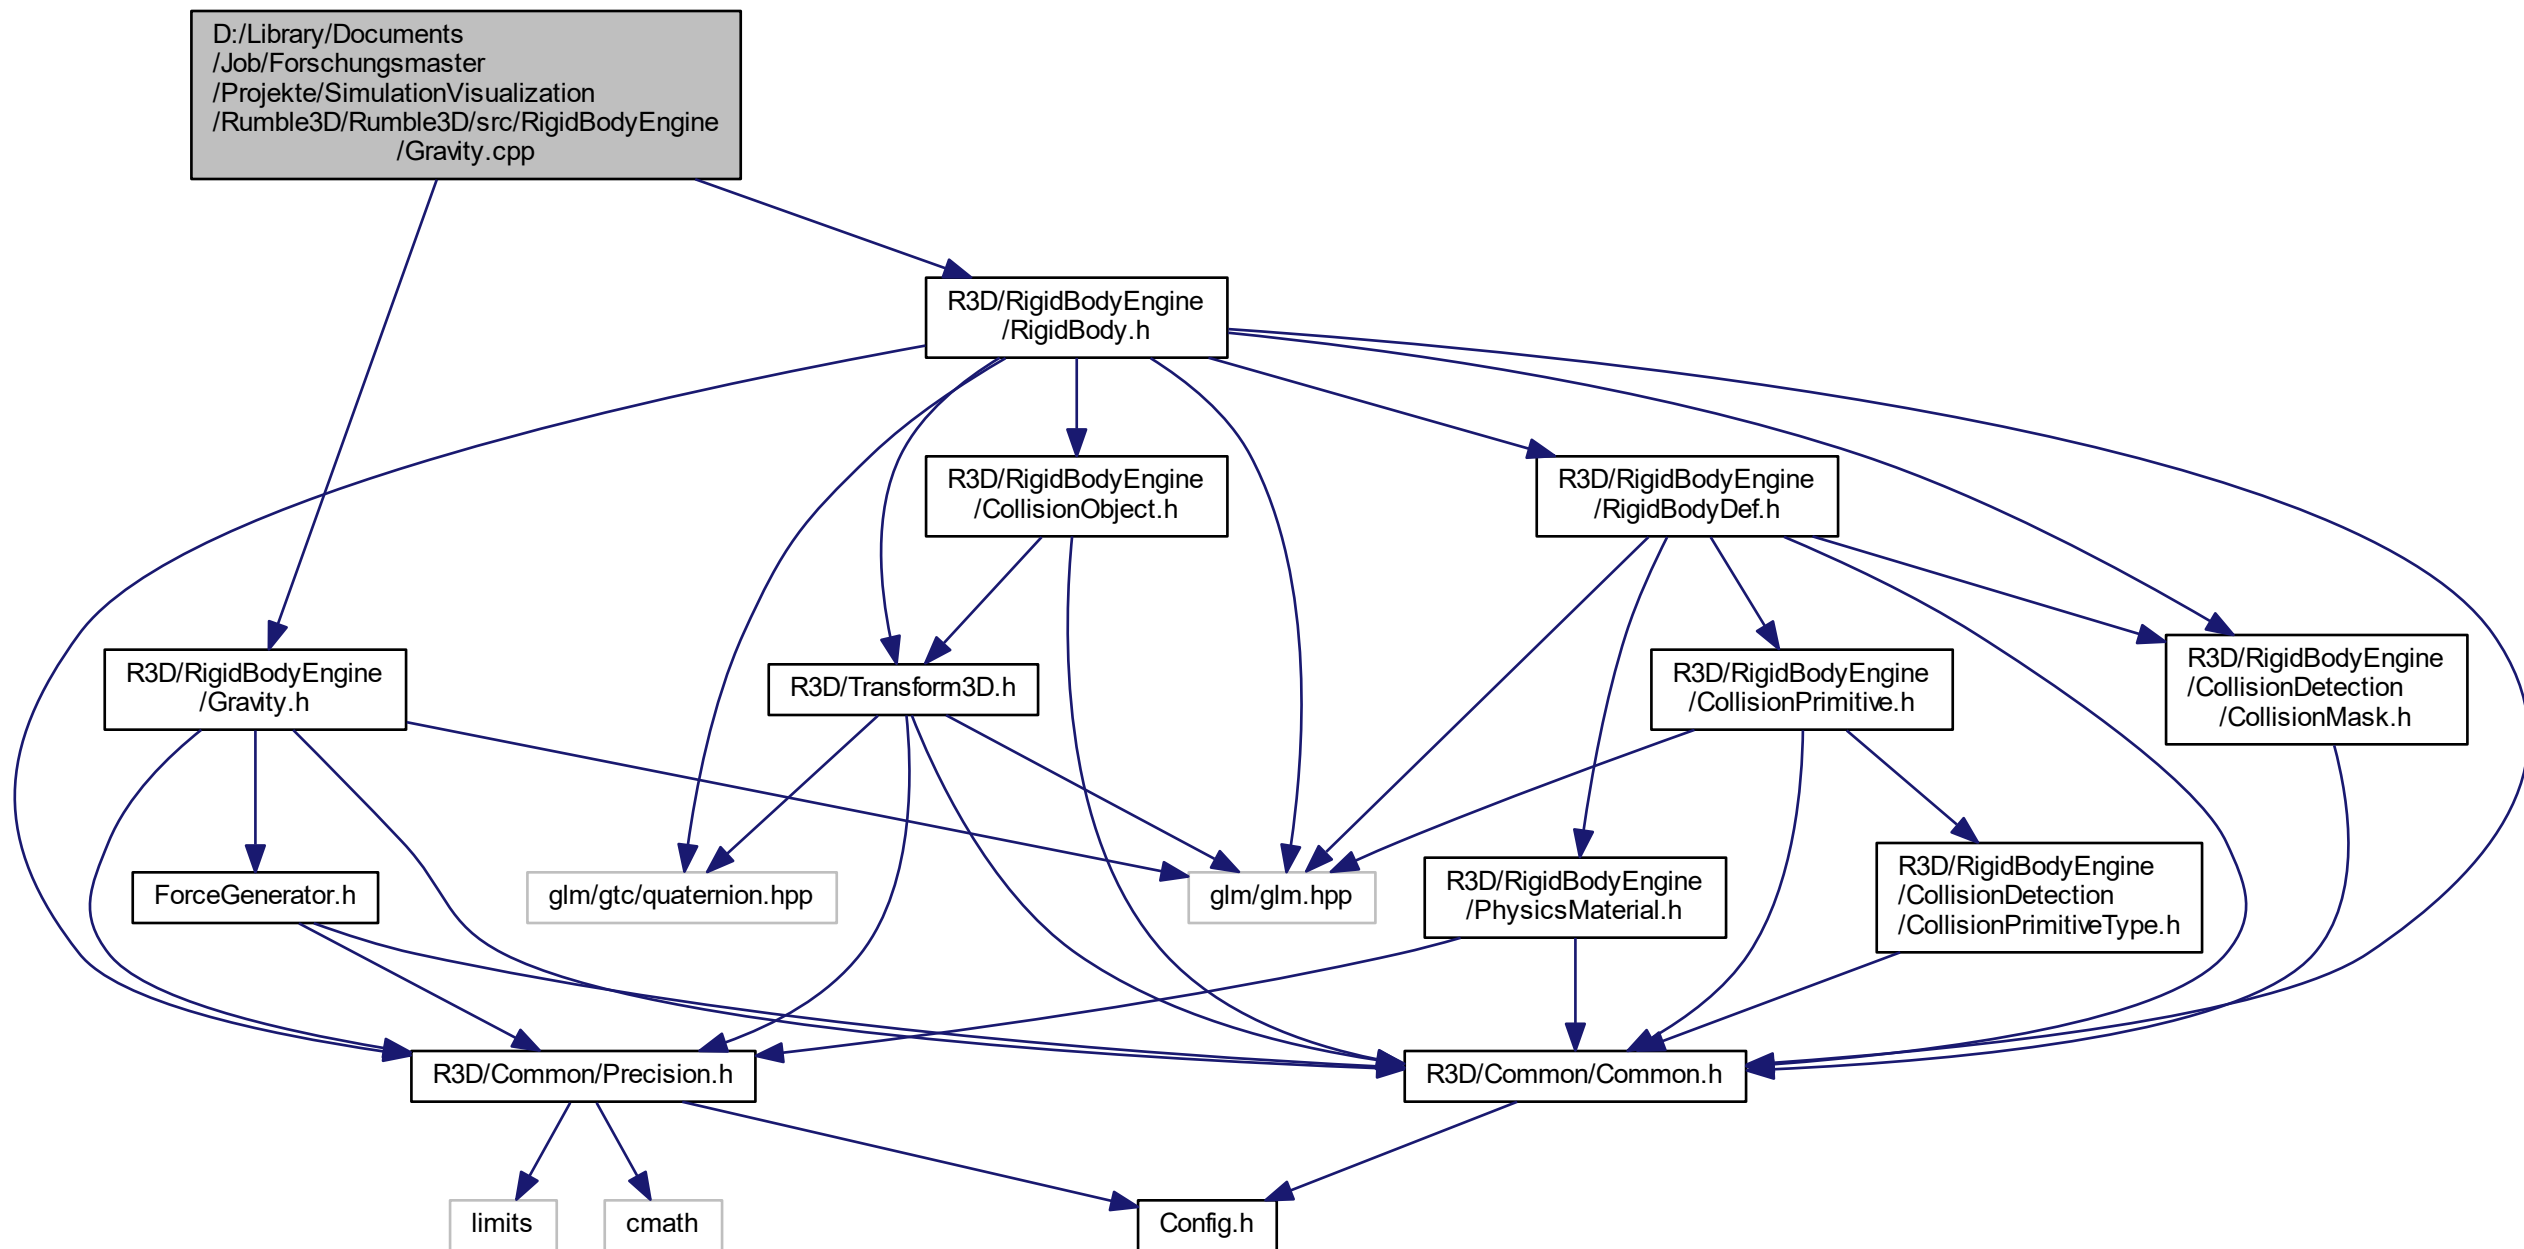 D:/Library/Documents
/Job/Forschungsmaster
/Projekte/SimulationVisualization
/Rumble3D/Rumble3D/src/RigidBodyEngine
/Gravity.cpp
R3D/RigidBodyEngine
/RigidBody.h
R3D/RigidBodyEngine
/CollisionObject.h
R3D/RigidBodyEngine
/RigidBodyDef.h
R3D/RigidBodyEngine
/Gravity.h
R3D/Transform3D.h
R3D/RigidBodyEngine
/CollisionPrimitive.h
R3D/RigidBodyEngine
/CollisionDetection
/CollisionMask.h
ForceGenerator.h
glm/gtc/quaternion.hpp
glm/glm.hpp
R3D/RigidBodyEngine
/PhysicsMaterial.h
R3D/RigidBodyEngine
/CollisionDetection
/CollisionPrimitiveType.h
R3D/Common/Precision.h
R3D/Common/Common.h
limits
cmath
Config.h